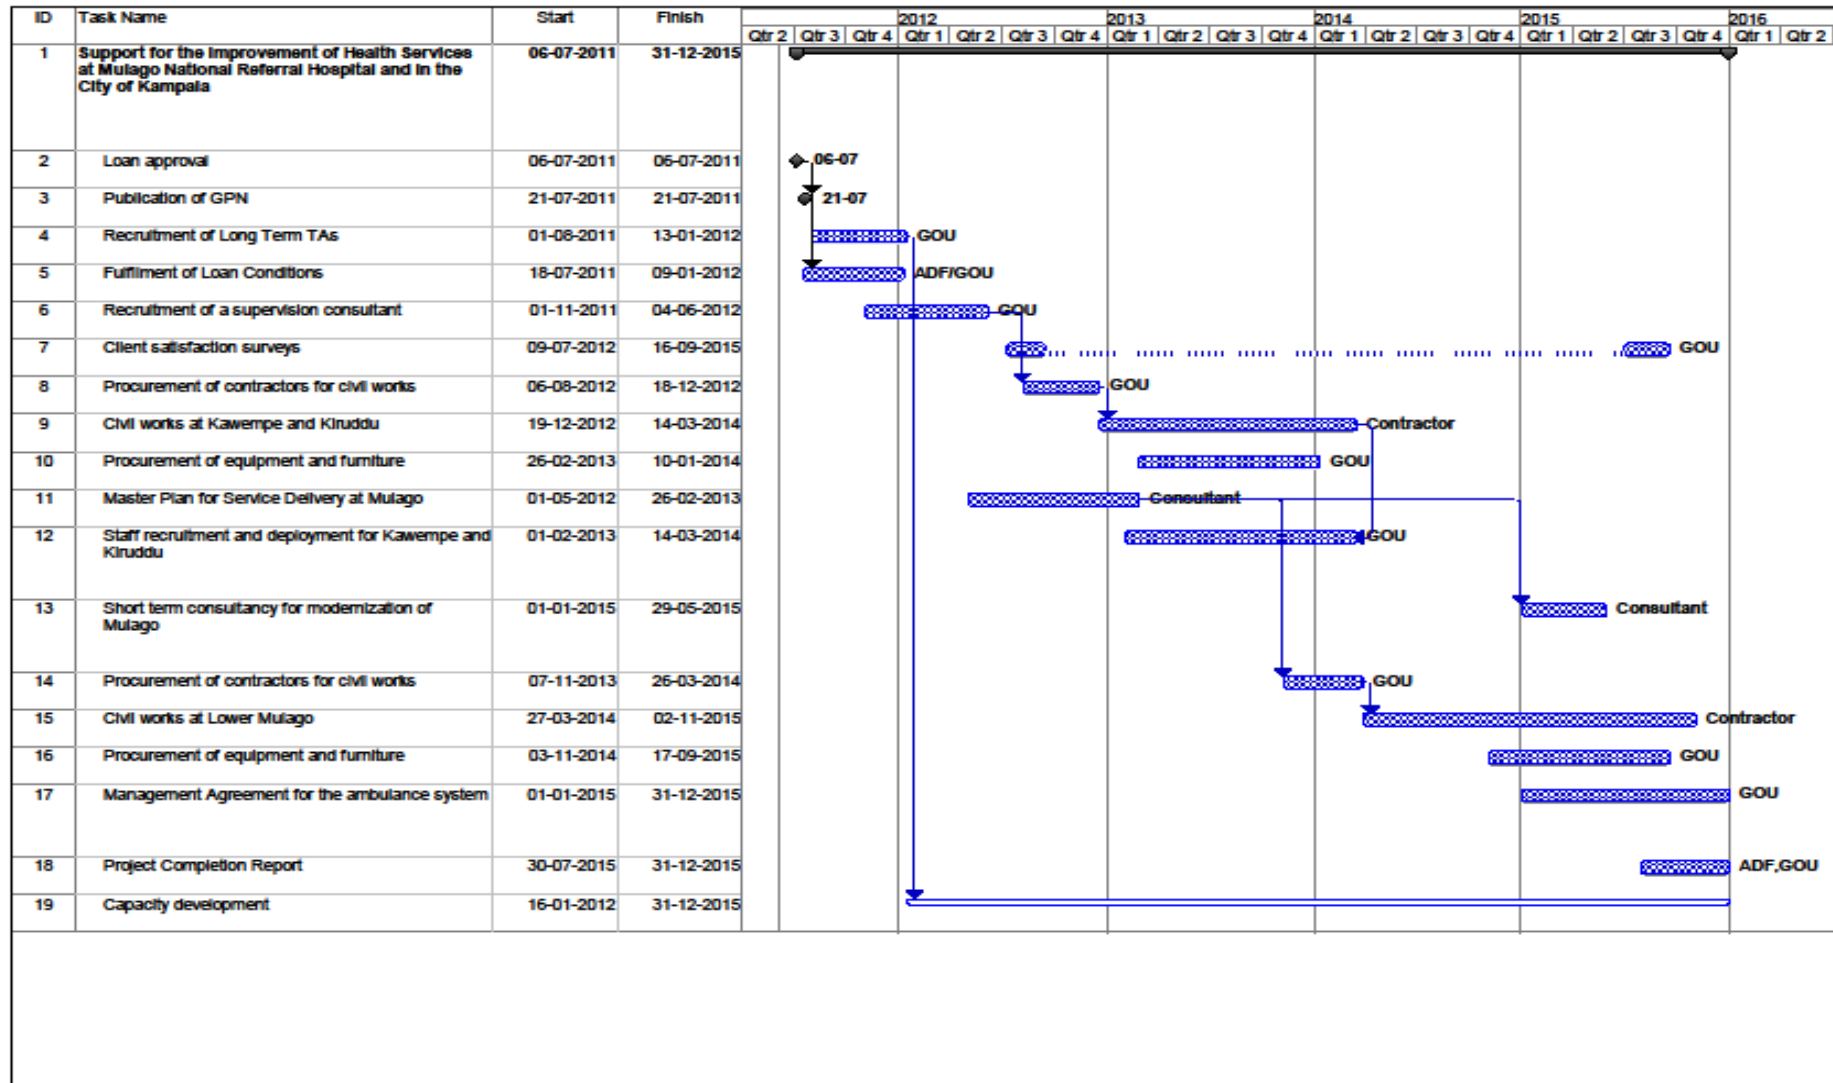 ID Task Name Start Finish 2012 2013 2014 2015 2016
Qtr 2 Qtr 3 Qtr 4 Qtr 1 Qtr 2 Qtr 3 Qtr 4 Qtr 1 Qtr 2 Qtr 3 Qtr 4 Qtr 1 Qtr 2 Qtr 3 Qtr 4 Qtr 1 Qtr 2 Qtr 3 Qtr 4 Qtr 1 Qtr 2
1 Support for the Improvement of Health Services 06-07-2011 31-12-2015
at Mulago National Referral Hospital and in the
City of Kampala
2 Loan approval 06-07-2011 06-07-2011 06-07
3 Publication of GPN 21-07-2011 21-07-2011 21-07
4 Recruitment of Long Term TAs 01-08-2011 13-01-2012 GOU
5 Fulfilment of Loan Conditions 18-07-2011 09-01-2012 ADF/GOU
6 Recruitment of a supervision consultant 01-11-2011 04-06-2012 GOU
7 Client satisfaction surveys 09-07-2012 16-09-2015 GOU
8 Procurement of contractors for civil works 06-08-2012 18-12-2012 GOU
9 Civil works at Kawempe and Kiruddu 19-12-2012 14-03-2014 Contractor
10 Procurement of equipment and furniture 26-02-2013 10-01-2014 GOU
11 Master Plan for Service Delivery at Mulago 01-05-2012 26-02-2013 Consultant
12 Staff recruitment and deployment for Kawempe and 01-02-2013 14-03-2014 GOU
Kiruddu
13 Short term consultancy for modernization of 01-01-2015 29-05-2015 Consultant
Mulago
14 Procurement of contractors for civil works 07-11-2013 26-03-2014 GOU
15 Civil works at Lower Mulago 27-03-2014 02-11-2015 Contractor
16 Procurement of equipment and furniture 03-11-2014 17-09-2015 GOU
17 Management Agreement for the ambulance system 01-01-2015 31-12-2015 GOU
18 Project Completion Report 30-07-2015 31-12-2015 ADF,GOU
19 Capacity development 16-01-2012 31-12-2015